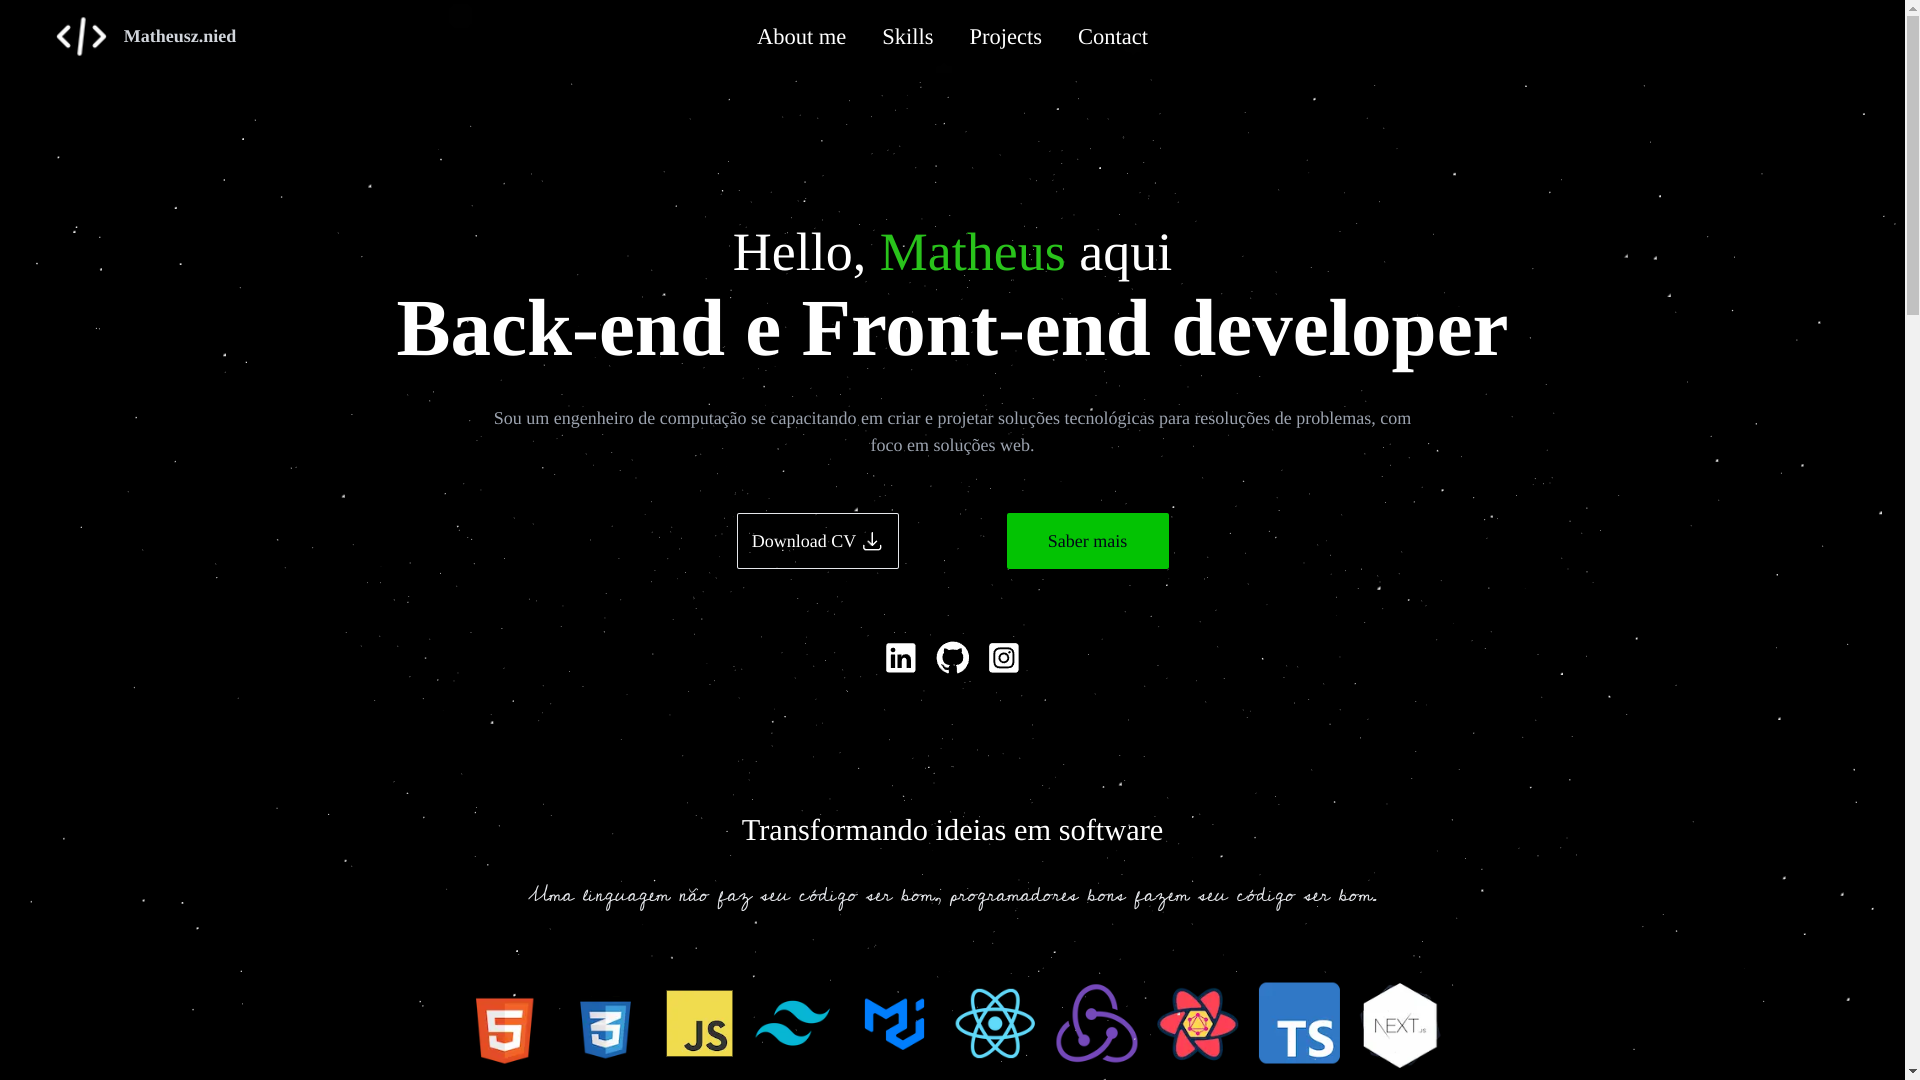 Matheusz.nied
About me
Skills
Projects
Contact
Hello, Matheus aqui
Back-end e Front-end developer
Sou um engenheiro de computação se capacitando em criar e projetar soluções tecnológicas para resoluções de problemas, com
foco em soluções web.
Download CV
Saber mais
Transformando ideias em software
Uma linguagem não faz seu código ser bom, programadores bons fazem seu código ser bom.
5
3
JS
TS
NEXT.JS